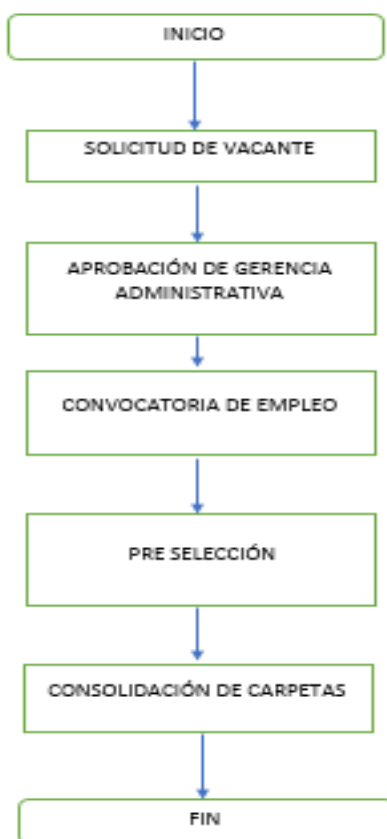 INICIO
SOLICITUD DE VACANTE
APROBACIÓN DE GERENCIA
ADMINISTRATIVA
CONVOCATORIA DE EMPLEO
PRE SELECCIÓN
CONSOLIDACIÓN DE CARPETAS
FIN